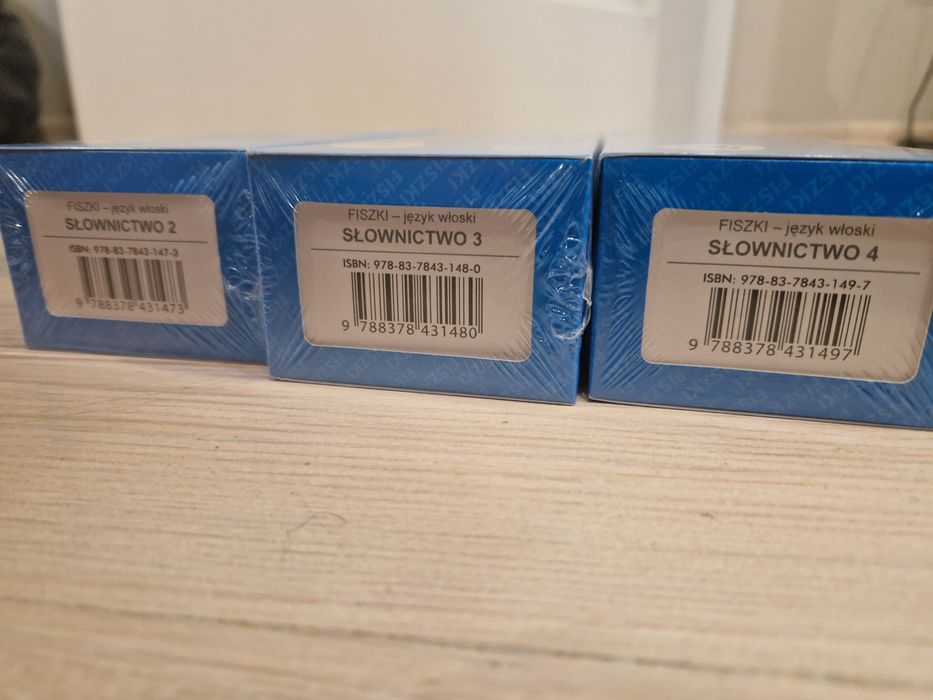 FISZKI – język włoski
SŁOWNICTWO 2
ISBN: 978-83-7843-147-3
9 788378 431473
FISZKI – język włoski
SŁOWNICTWO 3
ISBN: 978-83-7843-148-0
9 788378 431480
FISZKI – język włoski
SŁOWNICTWO 4
ISBN: 978-83-7843-149-7
9 788378 431497